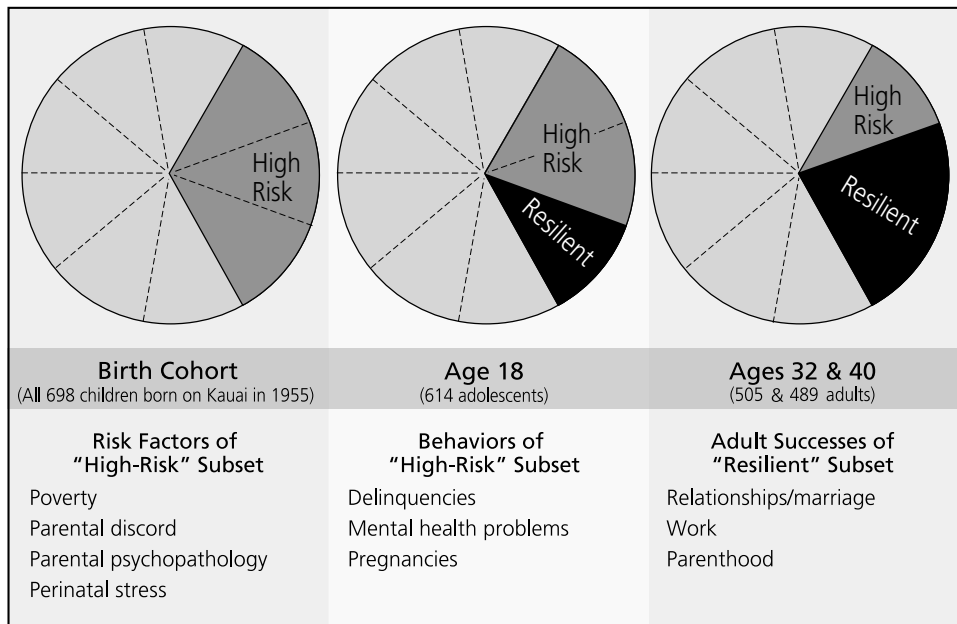 High
Risk
Birth Cohort
(All 698 children born on Kauai in 1955)
Risk Factors of
“High-Risk” Subset
Poverty
Parental discord
Parental psychopathology
Perinatal stress
High
Risk
Resilient
Age 18
(614 adolescents)
Behaviors of
“High-Risk” Subset
Delinquencies
Mental health problems
Pregnancies
High
Risk
Resilient
Ages 32 & 40
(505 & 489 adults)
Adult Successes of
“Resilient” Subset
Relationships/marriage
Work
Parenthood